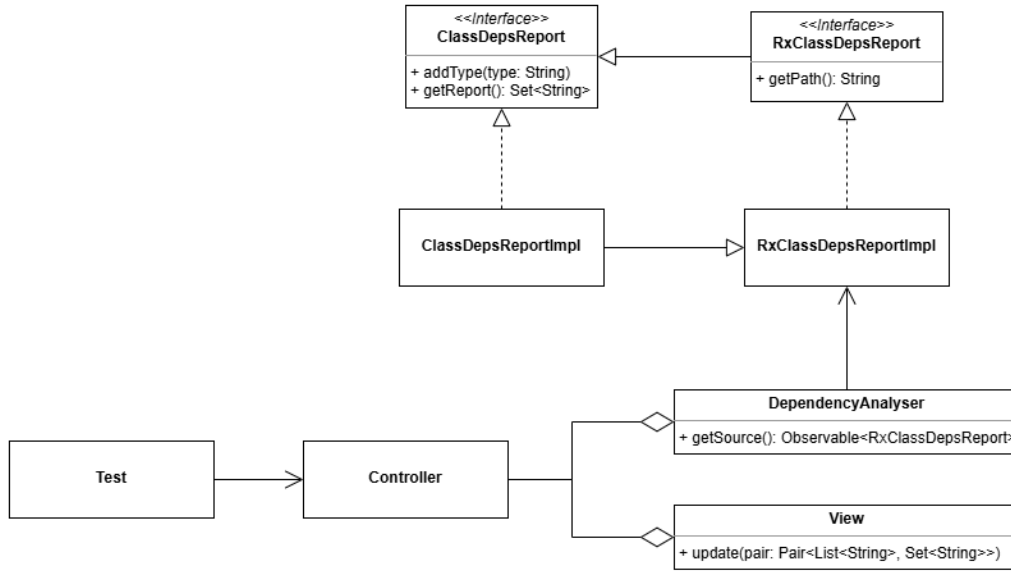 <<Interface>>
ClassDepsReport
+ addType(type: String)
+ getReport(): Set<String>
<<Interface>>
RxClassDepsReport
+ getPath(): String
ClassDepsReportImpl
RxClassDepsReportImpl
DependencyAnalyser
+ getSource(): Observable<RxClassDepsReport>
Test
Controller
View
+ update(pair: Pair<List<String>, Set<String>>)